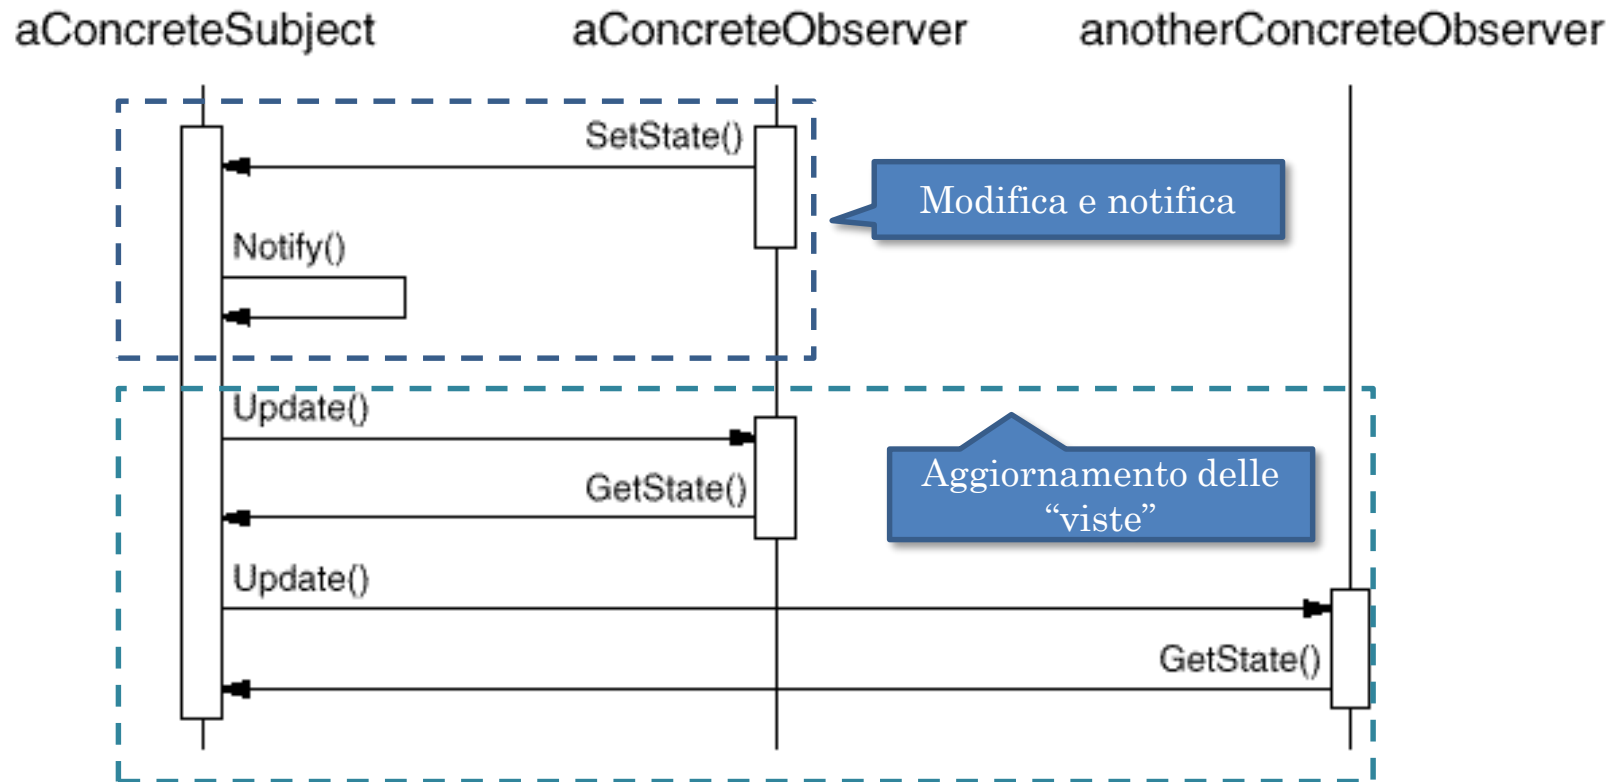 aConcreteSubject
aConcreteObserver
anotherConcreteObserver
SetState()
Modifica e notifica
Notify()
Update()
Aggiornamento delle
“viste”
GetState()
Update()
GetState()